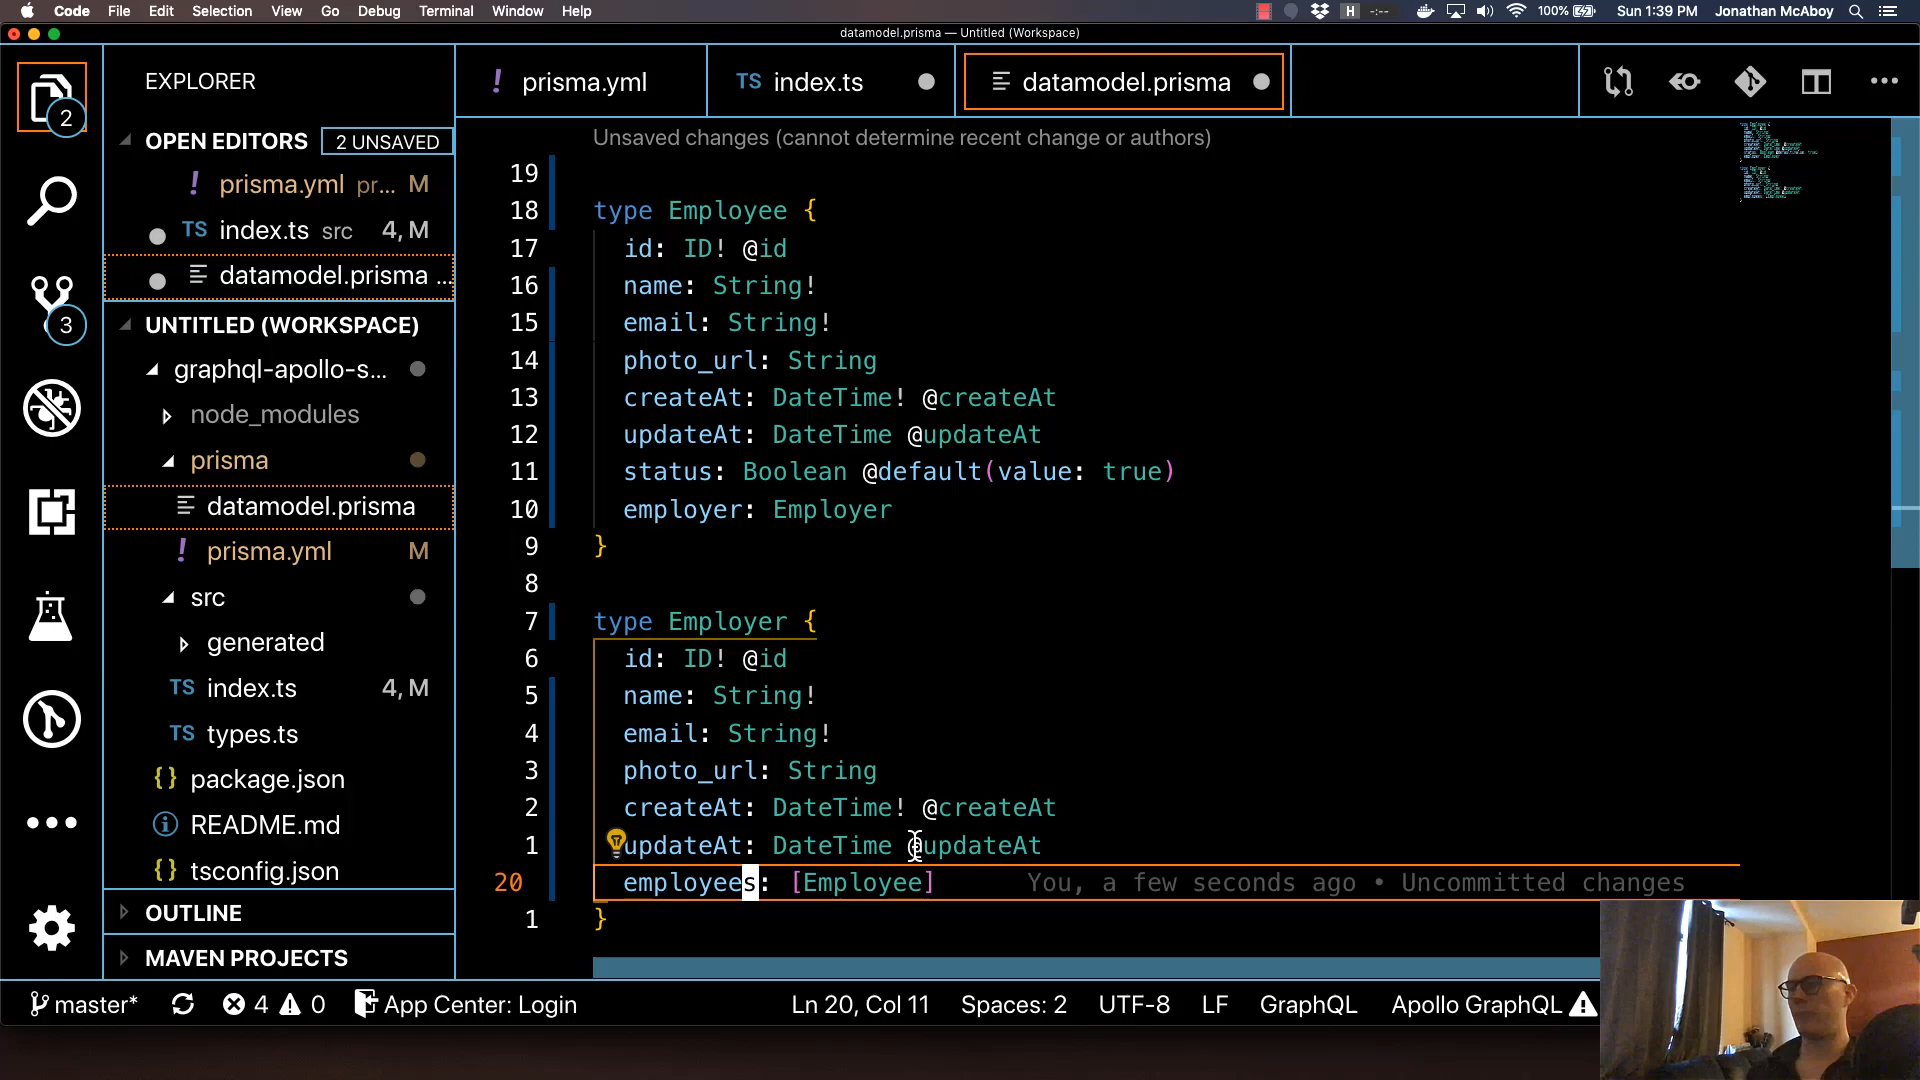 Code File Edit Selection View Go Debug Terminal Window Help
H -:-- 100% Sun 1:39 PM Jonathan McAboy
datamodel.prisma — Untitled (Workspace)
EXPLORER
! prisma.yml
TS index.ts
datamodel.prisma
2
OPEN EDITORS 2 UNSAVED
! prisma.yml pr... M
TS index.ts src 4, M
datamodel.prisma ...
UNTITLED (WORKSPACE)
graphql-apollo-s...
node_modules
prisma
datamodel.prisma
! prisma.yml M
src
generated
TS index.ts 4, M
TS types.ts
{} package.json
README.md
tsconfig.json
OUTLINE
MAVEN PROJECTS
3
Unsaved changes (cannot determine recent change or authors)
19
18 type Employee {
17 id: ID! @id
16 name: String!
15 email: String!
14 photo_url: String
13 createAt: DateTime! @createAt
12 updateAt: DateTime @updateAt
11 status: Boolean @default(value: true)
10 employer: Employer
9 }
8
7 type Employer {
6 id: ID! @id
5 name: String!
4 email: String!
3 photo_url: String
2 createAt: DateTime! @createAt
1 updateAt: DateTime @updateAt
20 employees: [Employee] You, a few seconds ago • Uncommitted changes
1 }
master* 4 0 App Center: Login Ln 20, Col 11 Spaces: 2 UTF-8 LF GraphQL Apollo GraphQL